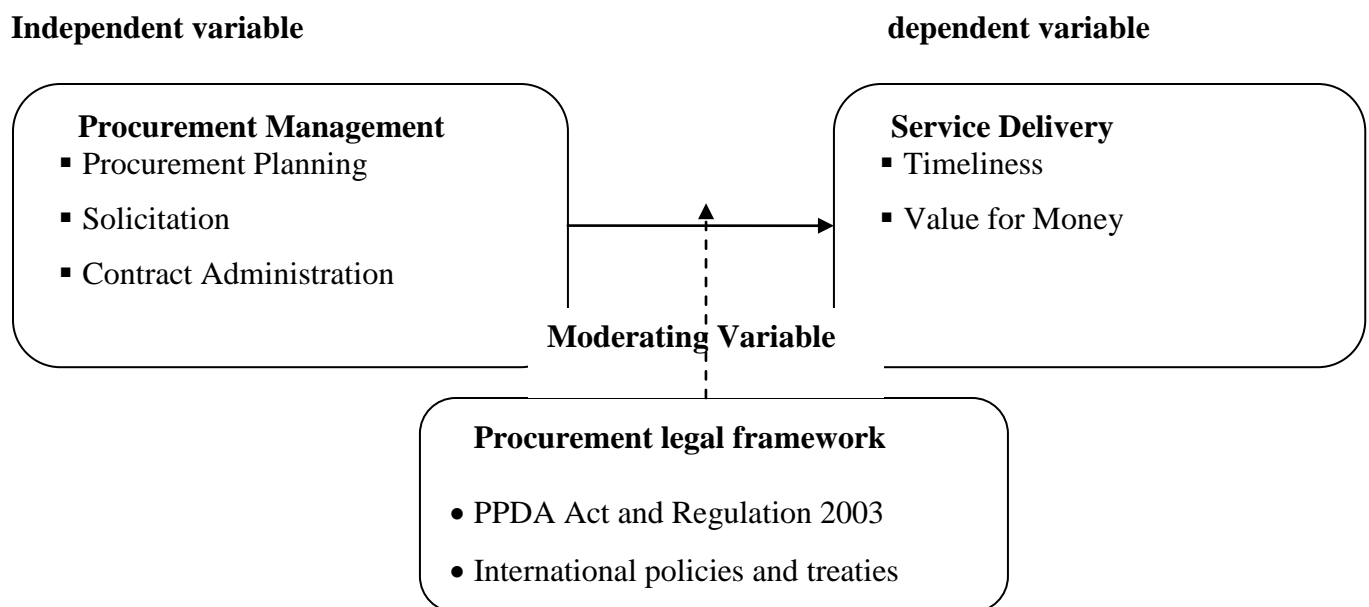 Independent variable
dependent variable
Procurement Management
▪ Procurement Planning
▪ Solicitation
▪ Contract Administration
Service Delivery
▪ Timeliness
▪ Value for Money
Moderating Variable
Procurement legal framework
• PPDA Act and Regulation 2003
• International policies and treaties